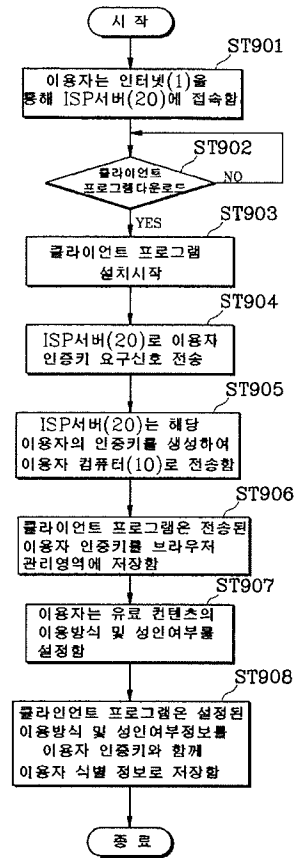 시 작
ST901
이용자는 인터넷(1)을
통해 ISP서버(20)에 접속함
ST902
클라이언트
프로그램다운로드
NO
YES
ST903
클라이언트 프로그램
설치시작
ST904
ISP서버(20)로 이용자
인증키 요구신호 전송
ST905
ISP서버(20)는 해당
이용자의 인증키를 생성하여
이용자 컴퓨터(10)로 전송함
ST906
클라이언트 프로그램은 전송된
이용자 인증키를 브라우저
관리영역에 저장함
ST907
이용자는 유료 컨텐츠의
이용방식 및 성인여부를
설정함
ST908
클라인언트 프로그램은 설정된
이용방식 및 성인여부정보를
이용자 인증키와 함께
이용자 식별 정보로 저장함
종 료